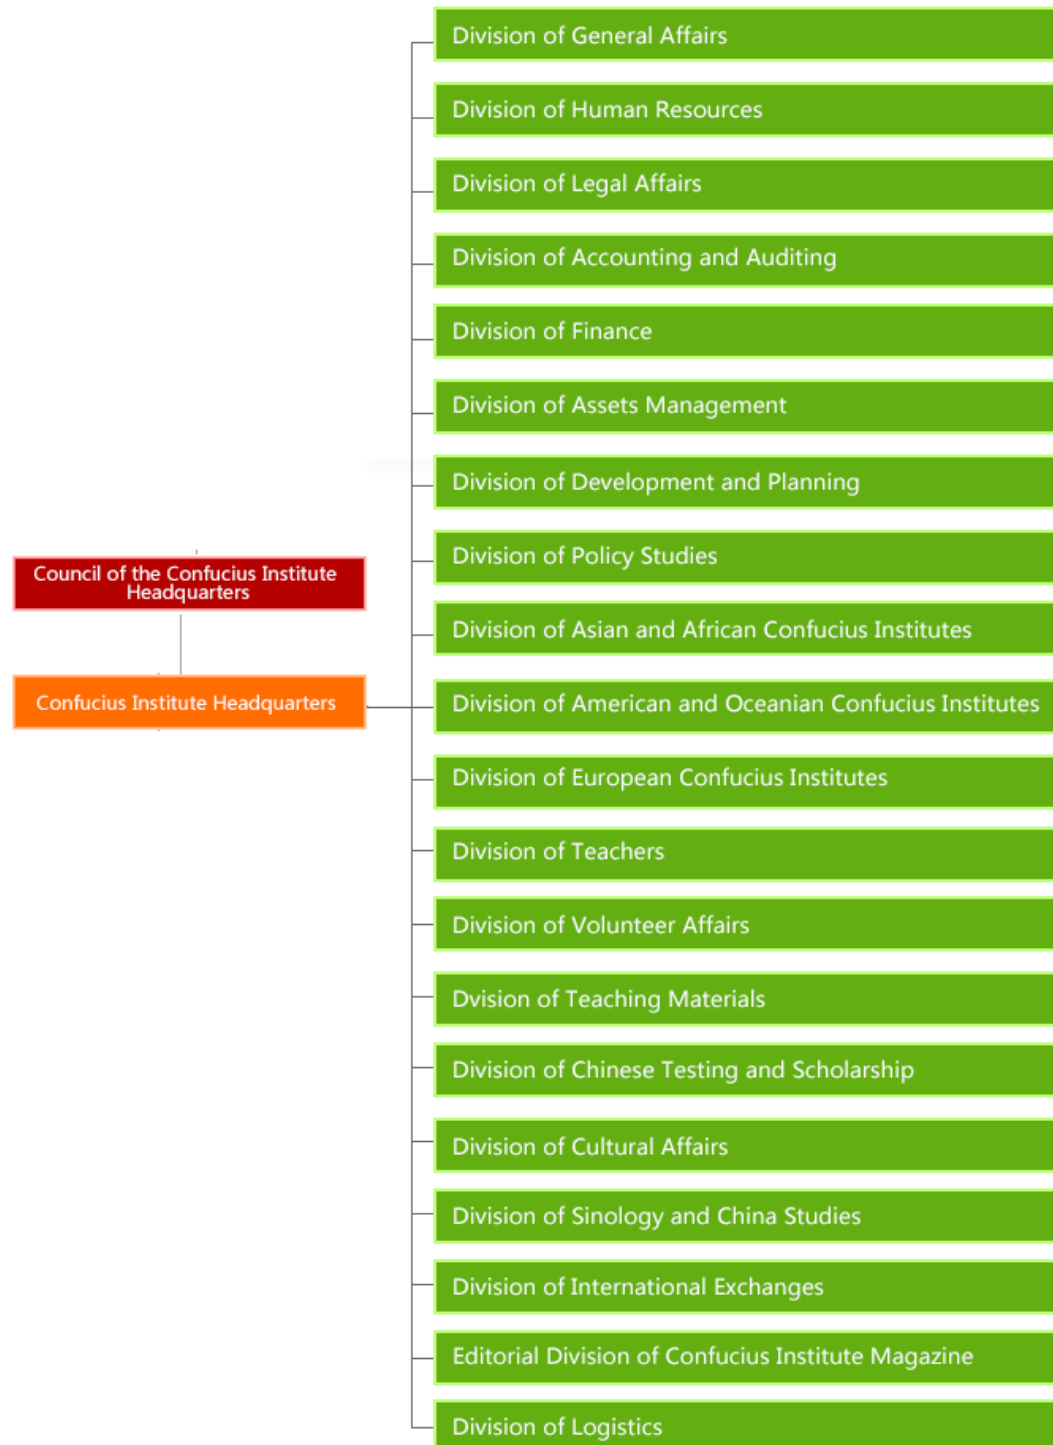 Division of General Affairs
Division of Human Resources
Division of Legal Affairs
Division of Accounting and Auditing
Division of Finance
Division of Assets Management
Division of Development and Planning
Division of Policy Studies
Council of the Confucius Institute
Headquarters
Division of Asian and African Confucius Institutes
Confucius Institute Headquarters
Division of American and Oceanian Confucius Institutes
Division of European Confucius Institutes
Division of Teachers
Division of Volunteer Affairs
Dvision of Teaching Materials
Division of Chinese Testing and Scholarship
Division of Cultural Affairs
Division of Sinology and China Studies
Division of International Exchanges
Editorial Division of Confucius Institute Magazine
Division of Logistics